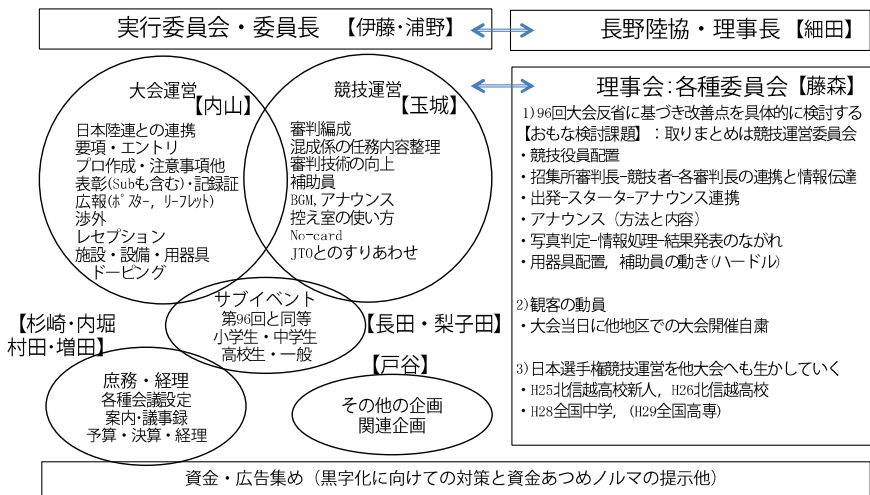 実行委員会・委員長 【伊藤・浦野】
長野陸協・理事長 【細田】
大会運営
【内山】
日本陸連との連携
要項・エントリ
プロ作成・注意事項他
表彰(Subも含む)・記録証
広報(ﾎﾟｽﾀｰ, ﾘｰﾌﾚｯﾄ)
渉外
レセプション
施設・設備・用器具
ドーピング
競技運営
【玉城】
審判編成
混成係の任務内容整理
審判技術の向上
補助員
BGM,アナウンス
控え室の使い方
No-card
JTOとのすりあわせ
理事会:各種委員会【藤森】
1)96回大会反省に基づき改善点を具体的に検討する
【おもな検討課題】：取りまとめは競技運営委員会
・競技役員配置
・招集所審判長-競技者-各審判長の連携と情報伝達
・出発-スタータ-アナウンス連携
・アナウンス（方法と内容）
・写真判定-情報処理-結果発表のながれ
・用器具配置, 補助員の動き(ハードル)
2)観客の動員
・大会当日に他地区での大会開催自粛
3)日本選手権競技運営を他大会へも生かしていく
・H25北信越高校新人, H26北信越高校
・H28全国中学, (H29全国高専)
サブイベント
第96回と同等
小学生・中学生
高校生・一般
【長田・梨子田】
【杉崎・内堀
村田・増田】
庶務・経理
各種会議設定
案内・議事録
予算・決算・経理
【戸谷】
その他の企画
関連企画
資金・広告集め（黒字化に向けての対策と資金あつめノルマの提示他）